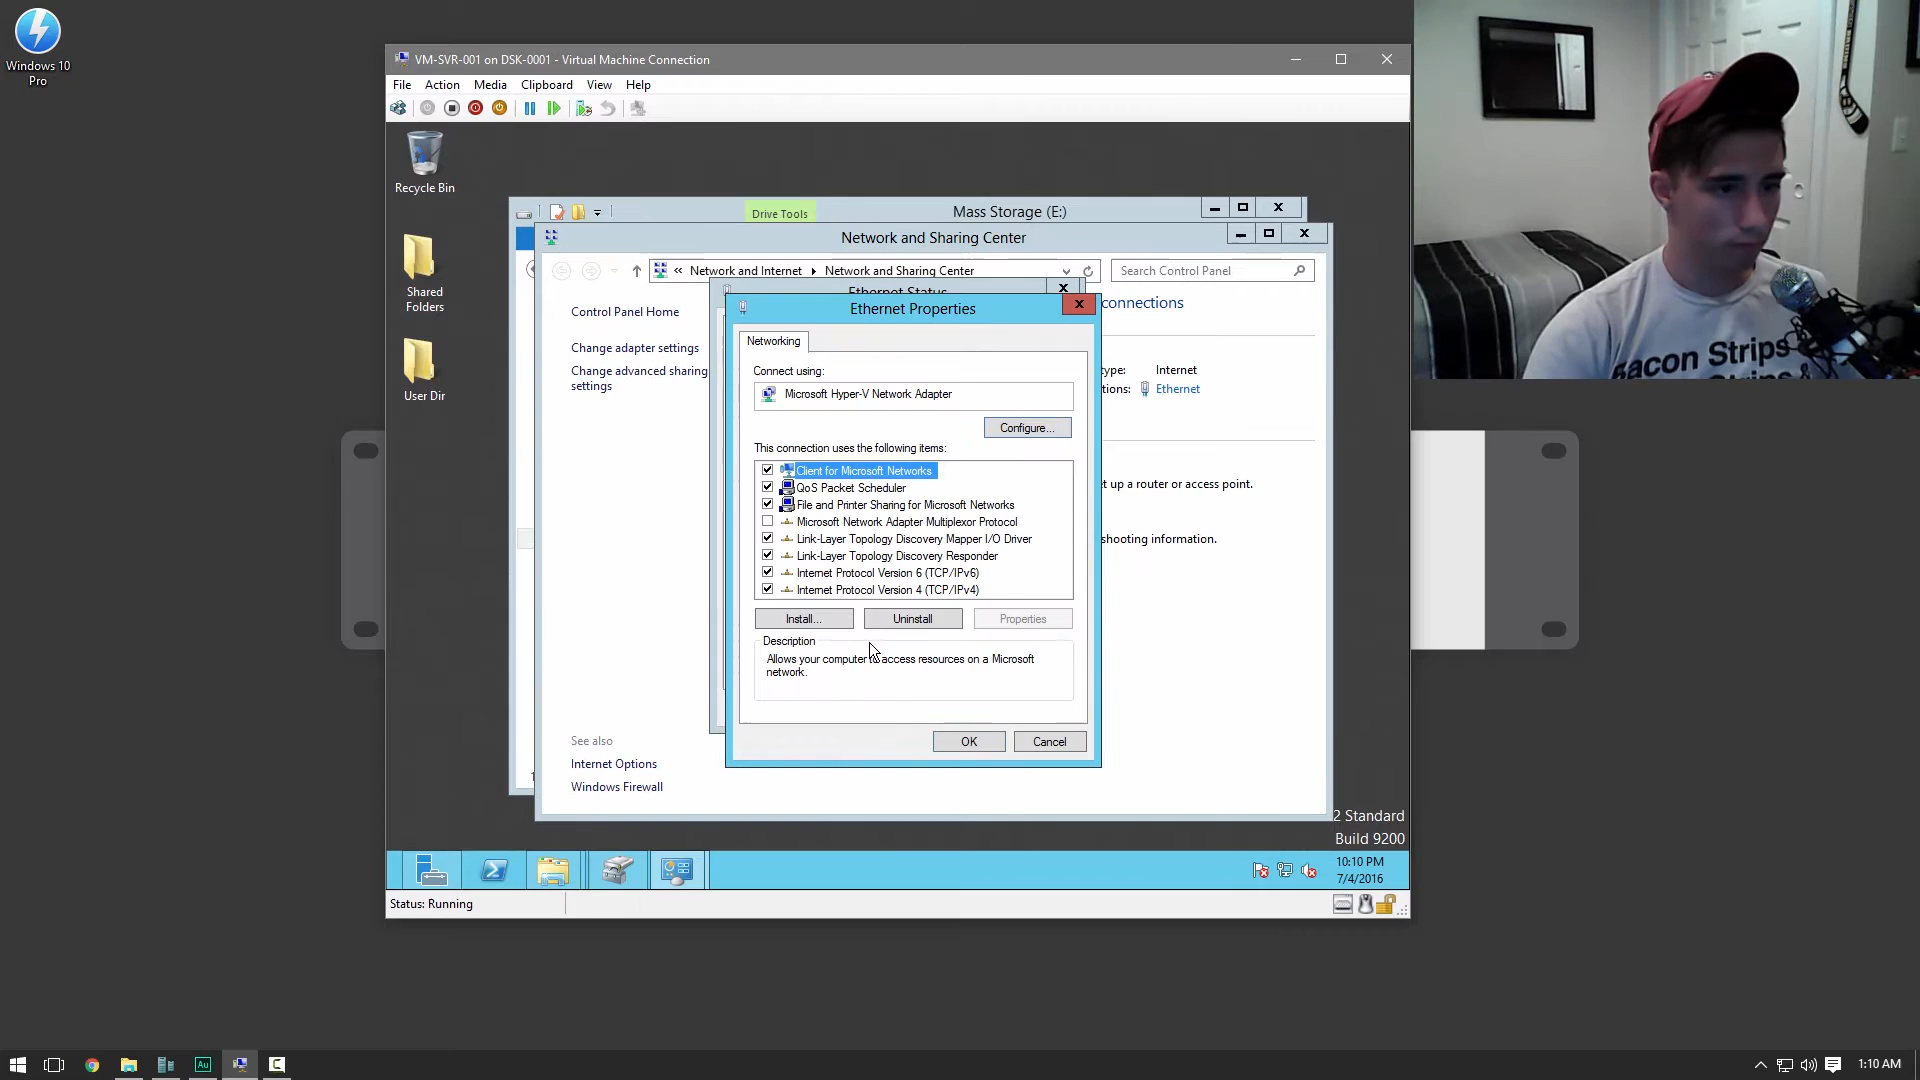 Windows 10
Pro
VM-SVR-001 on DSK-0001 - Virtual Machine Connection
File Action Media Clipboard View Help
Recycle Bin
Shared
Folders
User Dir
Drive Tools
Mass Storage (E:)
Network and Sharing Center
« Network and Internet Network and Sharing Center
Search Control Panel
Control Panel Home
Change adapter settings
Change advanced sharing
settings
See also
Internet Options
Windows Firewall
Ethernet Status
connections
type: Internet
tions: Ethernet
et up a router or access point.
shooting information.
Ethernet Properties
Networking
Connect using:
Microsoft Hyper-V Network Adapter
Configure...
This connection uses the following items:
Client for Microsoft Networks
QoS Packet Scheduler
File and Printer Sharing for Microsoft Networks
Microsoft Network Adapter Multiplexor Protocol
Link-Layer Topology Discovery Mapper I/O Driver
Link-Layer Topology Discovery Responder
Internet Protocol Version 6 (TCP/IPv6)
Internet Protocol Version 4 (TCP/IPv4)
Install... Uninstall Properties
Description
Allows your computer to access resources on a Microsoft
network.
OK Cancel
2 Standard
Build 9200
10:10 PM
7/4/2016
Status: Running
Bacon Strips
Strips &
Au
1:10 AM